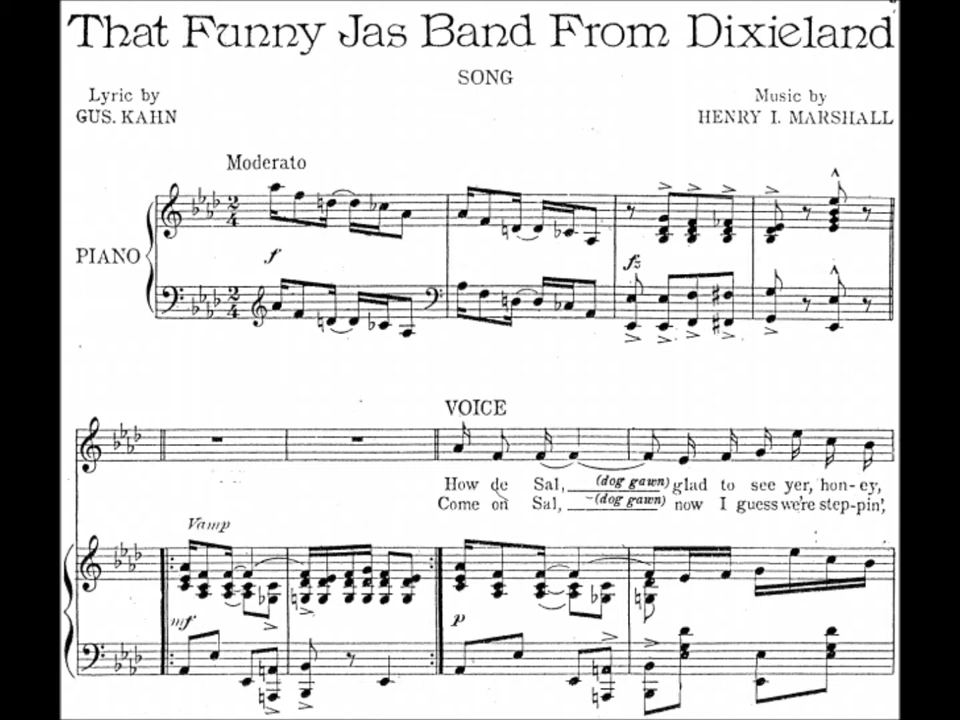 That Funny Jas Band From Dixieland
SONG
Lyric by
GUS. KAHN
Music by
HENRY I. MARSHALL
Moderato
PIANO
f
fz
VOICE
How de Sal, (dog gawn) glad to see yer, hon-ey,
Come on Sal, (dog gawn) now I guess we're step-pin',
Vamp
mf
p